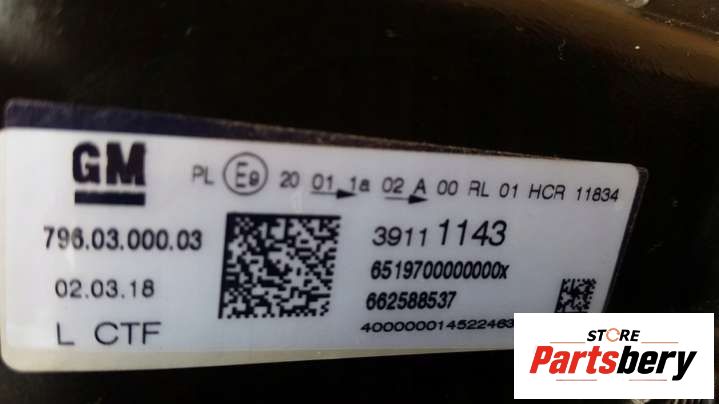 GM
PL E9 20 01 1a 02 A 00 RL 01 HCR 11834
796.03.000.03
39111143
6519700000000x
02.03.18
662588537
L CTF
STORE
Partsbery